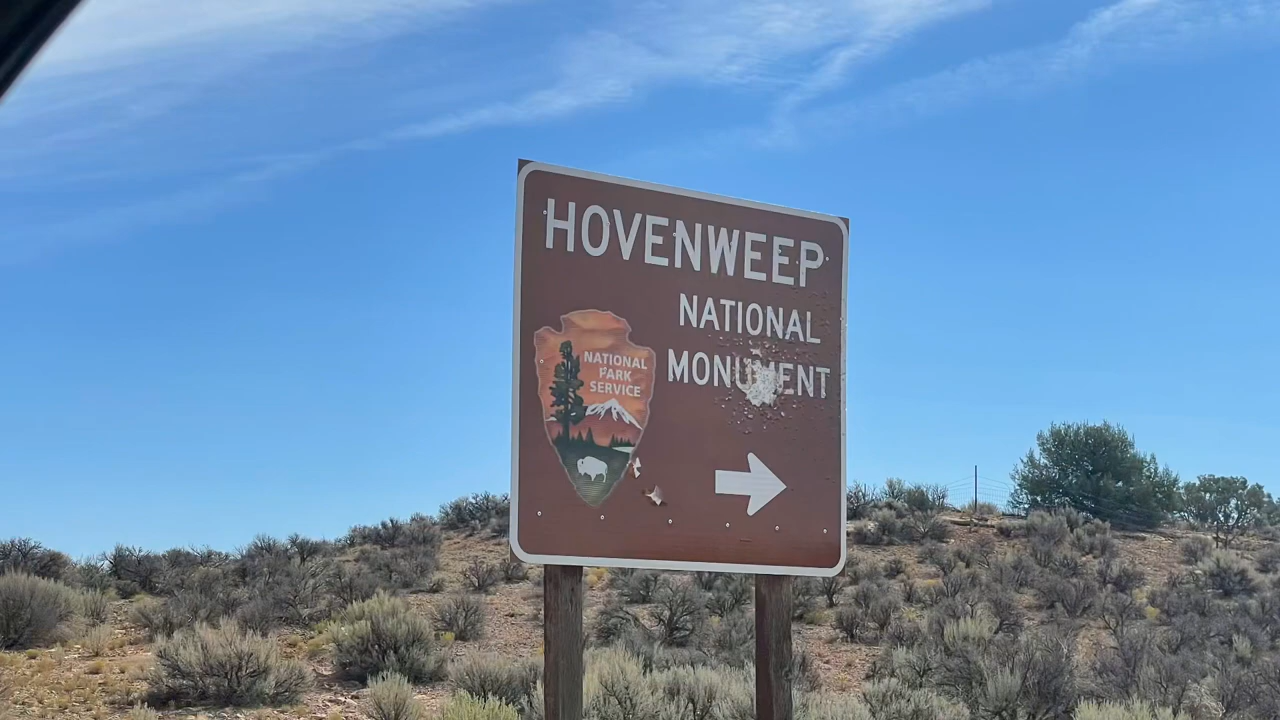 HOVENWEEP
NATIONAL
MONUMENT
NATIONAL
PARK
SERVICE